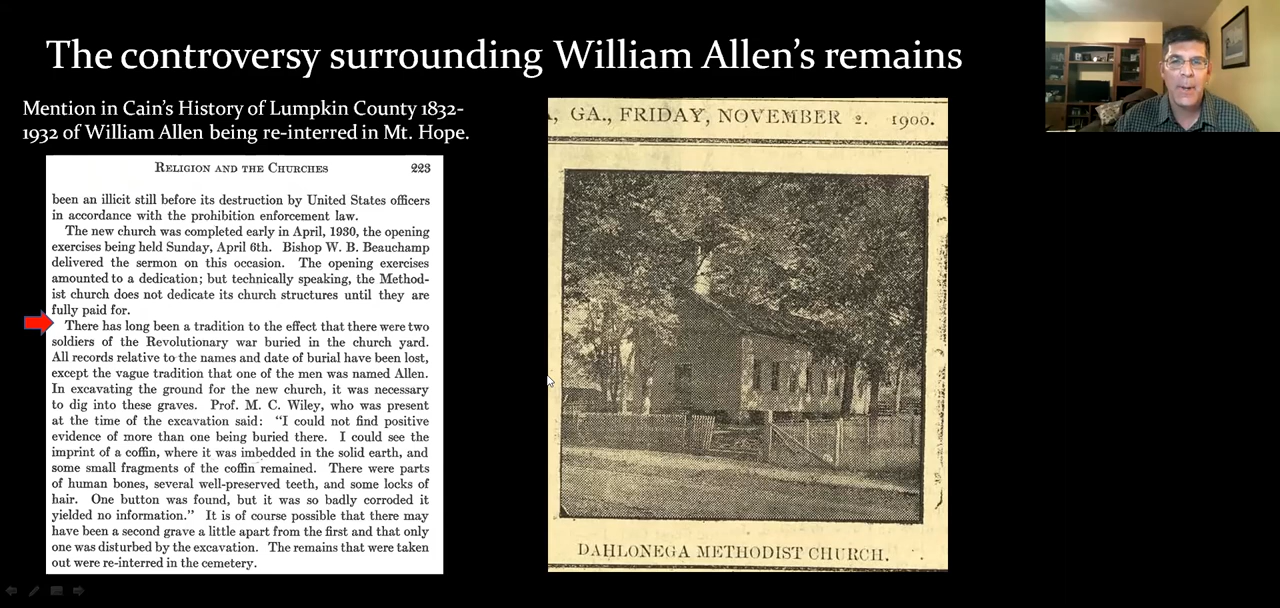 The controversy surrounding William Allen's remains
Mention in Cain's History of Lumpkin County 1832-
1932 of William Allen being re-interred in Mt. Hope.
RELIGION AND THE CHURCHES 223
been an illicit still before its destruction by United States officers
in accordance with the prohibition enforcement law.
The new church was completed early in April, 1930, the opening
exercises being held Sunday, April 6th. Bishop W. B. Beauchamp
delivered the sermon on this occasion. The opening exercises
amounted to a dedication; but technically speaking, the Method-
ist church does not dedicate its church structures until they are
fully paid for.
There has long been a tradition to the effect that there were two
soldiers of the Revolutionary war buried in the church yard.
All records relative to the names and date of burial have been lost,
except the vague tradition that one of the men was named Allen.
In excavating the ground for the new church, it was necessary
to dig into these graves. Prof. M. C. Wiley, who was present
at the time of the excavation said: "I could not find positive
evidence of more than one being buried there. I could see the
imprint of a coffin, where it was imbedded in the solid earth, and
some small fragments of the coffin remained. There were parts
of human bones, several well-preserved teeth, and some locks of
hair. One button was found, but it was so badly corroded it
yielded no information." It is of course possible that there may
have been a second grave a little apart from the first and that only
one was disturbed by the excavation. The remains that were taken
out were re-interred in the cemetery.
, GA., FRIDAY, NOVEMBER 2. 1900.
DAHLONEGA METHODIST CHURCH.